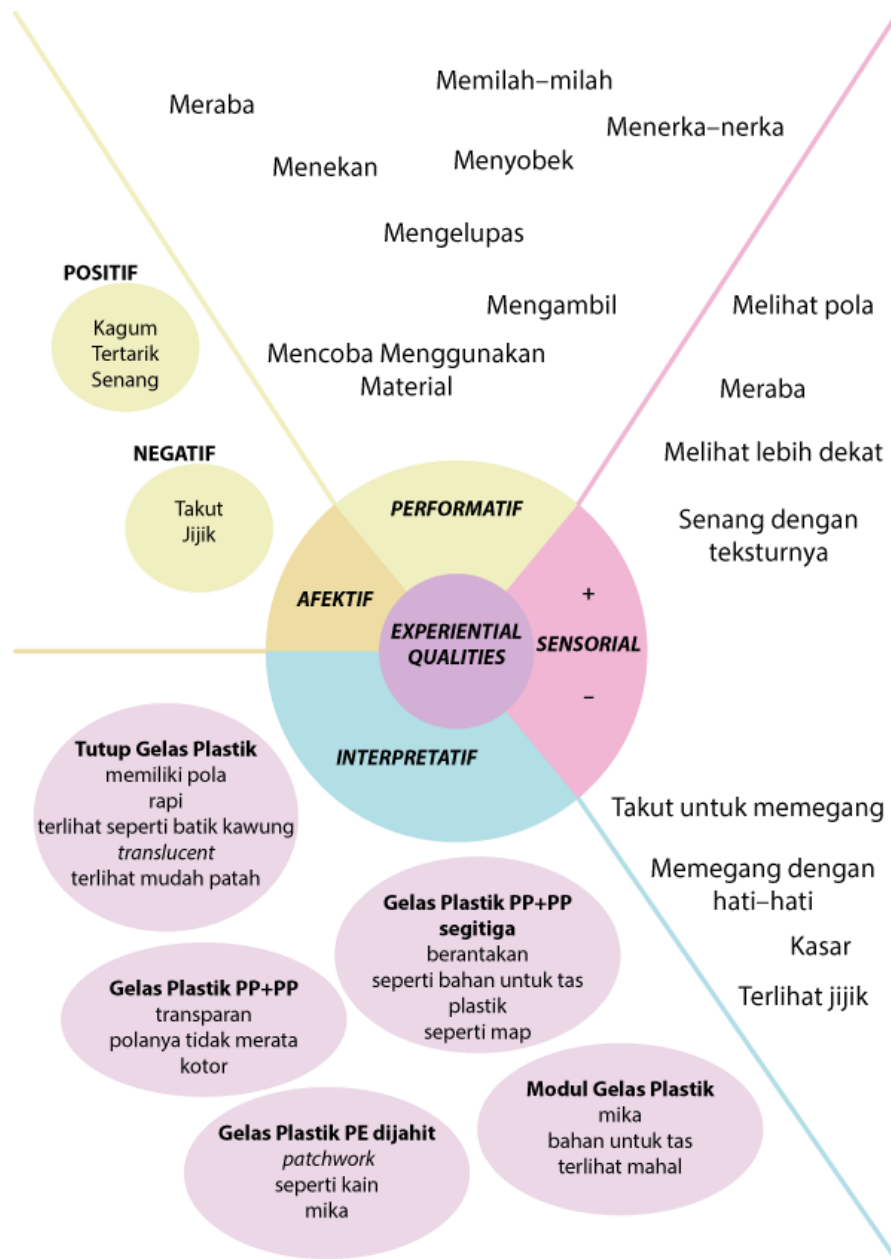 Meraba
Memilah–milah
Menerka–nerka
Menekan
Menyobek
Mengelupas
Mengambil
Mencoba Menggunakan
Material
POSITIF
Kagum
Tertarik
Senang
NEGATIF
Takut
Jijik
Melihat pola
Meraba
Melihat lebih dekat
Senang dengan
teksturnya
PERFORMATIF
AFEKTIF
EXPERIENTIAL
QUALITIES
+
SENSORIAL
–
INTERPRETATIF
Tutup Gelas Plastik
memiliki pola
rapi
terlihat seperti batik kawung
translucent
terlihat mudah patah
Gelas Plastik PP+PP
segitiga
berantakan
seperti bahan untuk tas
plastik
seperti map
Gelas Plastik PP+PP
transparan
polanya tidak merata
kotor
Gelas Plastik PE dijahit
patchwork
seperti kain
mika
Modul Gelas Plastik
mika
bahan untuk tas
terlihat mahal
Takut untuk memegang
Memegang dengan
hati–hati
Kasar
Terlihat jijik